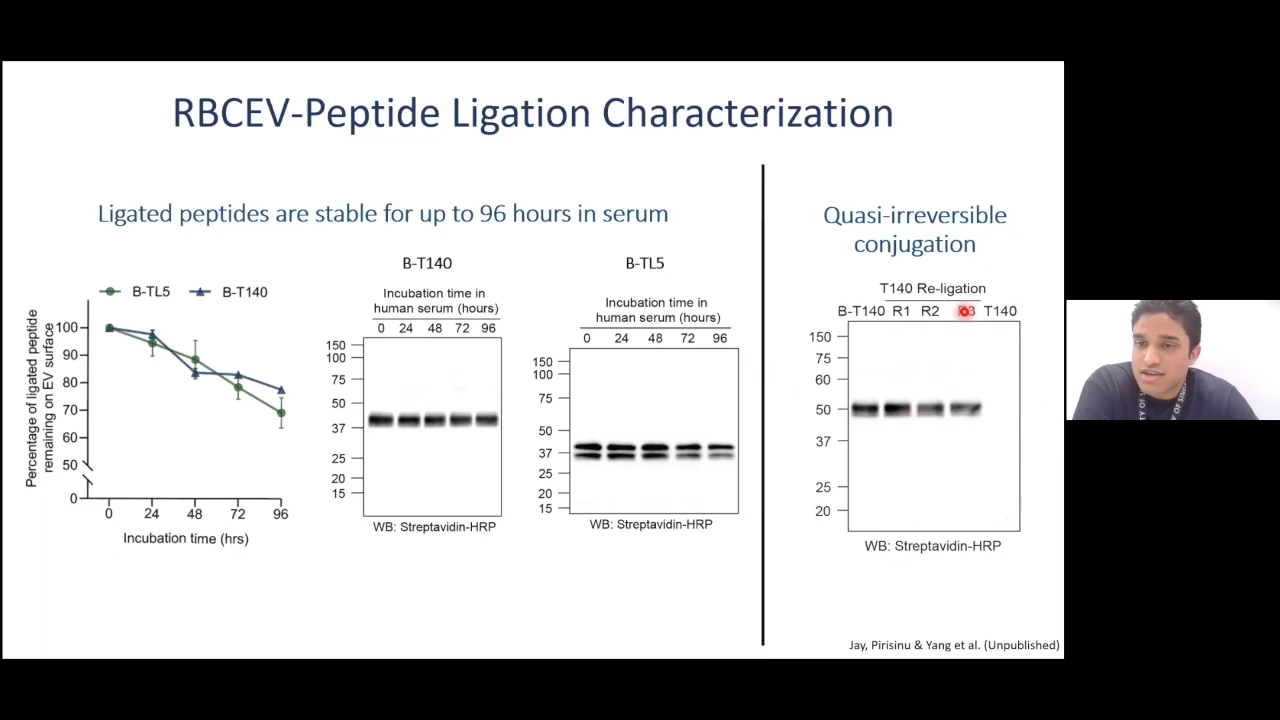 RBCEV-Peptide Ligation Characterization
Ligated peptides are stable for up to 96 hours in serum
B-TL5 B-T140
Percentage of ligated peptide
remaining on EV surface
100
90
80
70
60
50
0
0 24 48 72 96
Incubation time (hrs)
B-T140
Incubation time in
human serum (hours)
0 24 48 72 96
150
100
75
50
37
25
20
15
WB: Streptavidin-HRP
B-TL5
Incubation time in
human serum (hours)
0 24 48 72 96
150
100
75
50
37
25
20
15
WB: Streptavidin-HRP
Quasi-irreversible
conjugation
T140 Re-ligation
B-T140 R1 R2 T140
150
75
60
50
37
25
20
WB: Streptavidin-HRP
Jay, Pirisinu & Yang et al. (Unpublished)